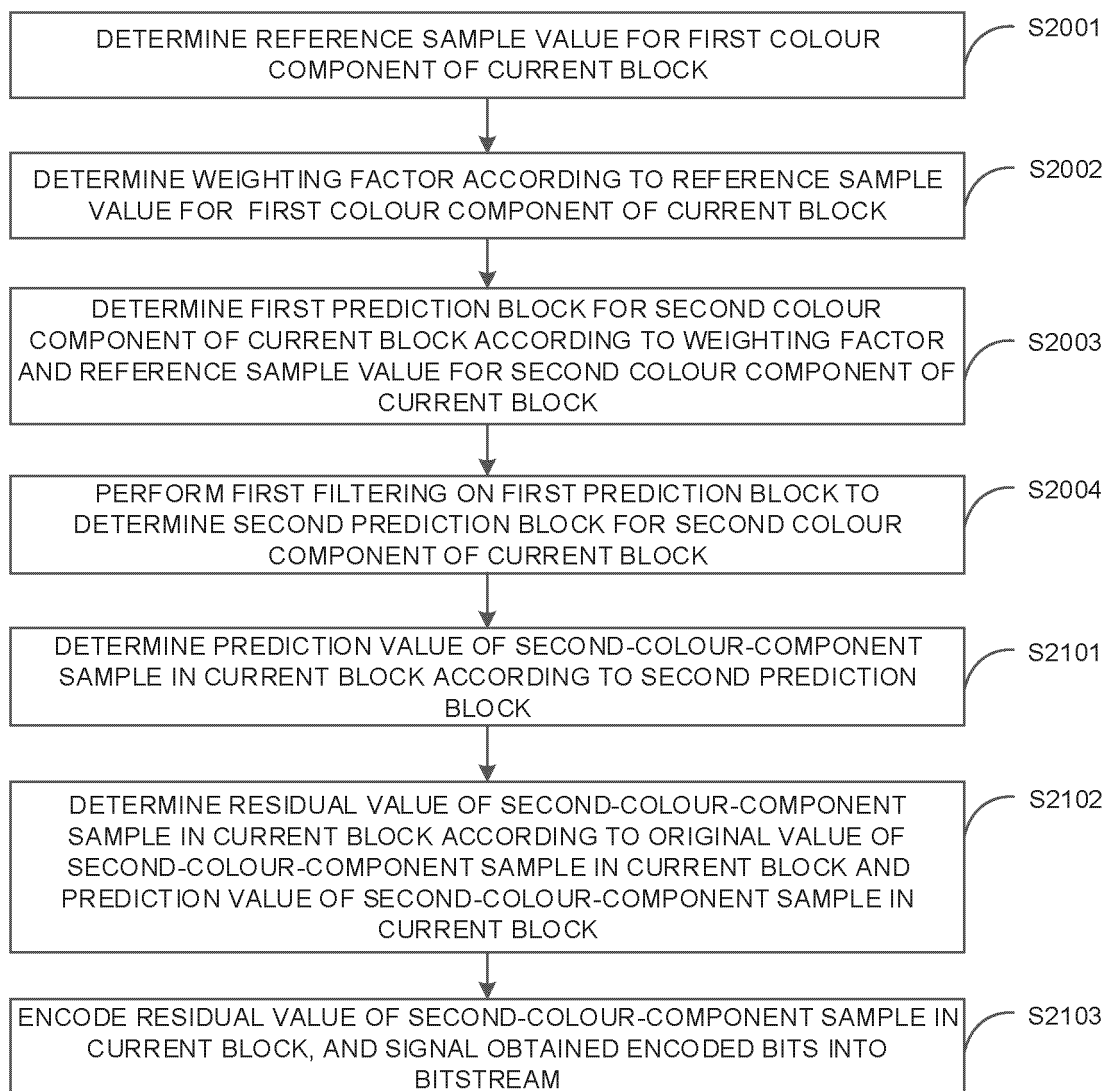 DETERMINE REFERENCE SAMPLE VALUE FOR FIRST COLOUR
COMPONENT OF CURRENT BLOCK
S2001
DETERMINE WEIGHTING FACTOR ACCORDING TO REFERENCE SAMPLE
VALUE FOR FIRST COLOUR COMPONENT OF CURRENT BLOCK
S2002
DETERMINE FIRST PREDICTION BLOCK FOR SECOND COLOUR
COMPONENT OF CURRENT BLOCK ACCORDING TO WEIGHTING FACTOR
AND REFERENCE SAMPLE VALUE FOR SECOND COLOUR COMPONENT OF
CURRENT BLOCK
S2003
PERFORM FIRST FILTERING ON FIRST PREDICTION BLOCK TO
DETERMINE SECOND PREDICTION BLOCK FOR SECOND COLOUR
COMPONENT OF CURRENT BLOCK
S2004
DETERMINE PREDICTION VALUE OF SECOND-COLOUR-COMPONENT
SAMPLE IN CURRENT BLOCK ACCORDING TO SECOND PREDICTION
BLOCK
S2101
DETERMINE RESIDUAL VALUE OF SECOND-COLOUR-COMPONENT
SAMPLE IN CURRENT BLOCK ACCORDING TO ORIGINAL VALUE OF
SECOND-COLOUR-COMPONENT SAMPLE IN CURRENT BLOCK AND
PREDICTION VALUE OF SECOND-COLOUR-COMPONENT SAMPLE IN
CURRENT BLOCK
S2102
ENCODE RESIDUAL VALUE OF SECOND-COLOUR-COMPONENT SAMPLE IN
CURRENT BLOCK, AND SIGNAL OBTAINED ENCODED BITS INTO
BITSTREAM
S2103